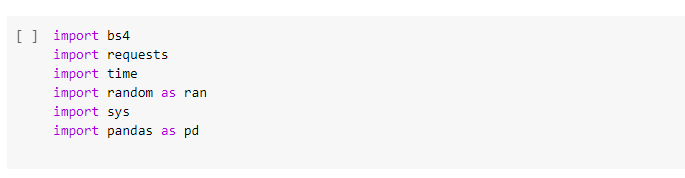 [ ] import bs4
import requests
import time
import random as ran
import sys
import pandas as pd